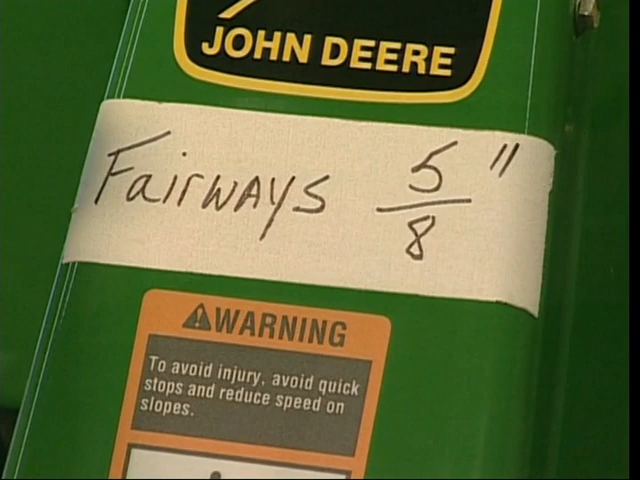 JOHN DEERE
Fairways 5/8"
WARNING
To avoid injury, avoid quick
stops and reduce speed on
slopes.